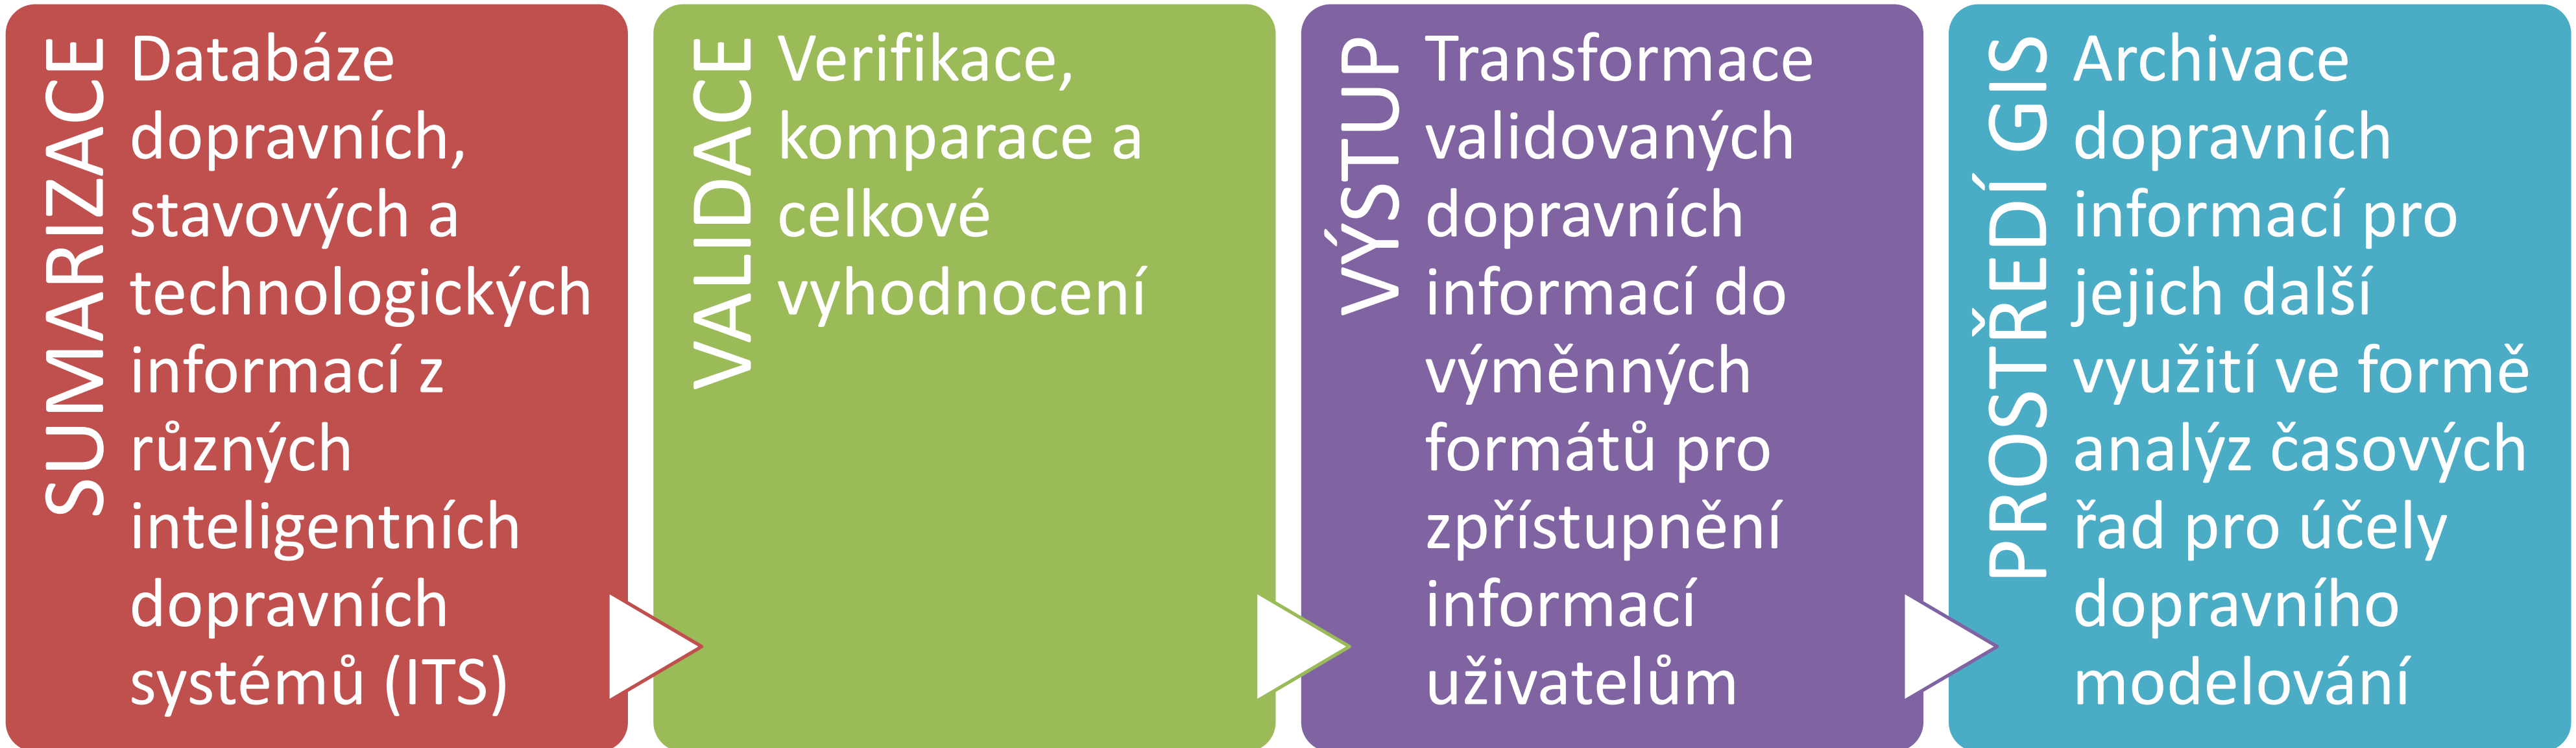 SUMARIZACE
Databáze
dopravních,
stavových a
technologických
informací z
různých
inteligentních
dopravních
systémů (ITS)
VALIDACE
Verifikace,
komparace a
celkové
vyhodnocení
VÝSTUP
Transformace
validovaných
dopravních
informací do
výměnných
formátů pro
zpřístupnění
informací
uživatelům
PROSTŘEDÍ GIS
Archivace
dopravních
informací pro
jejich další
využití ve formě
analýz časových
řad pro účely
dopravního
modelování